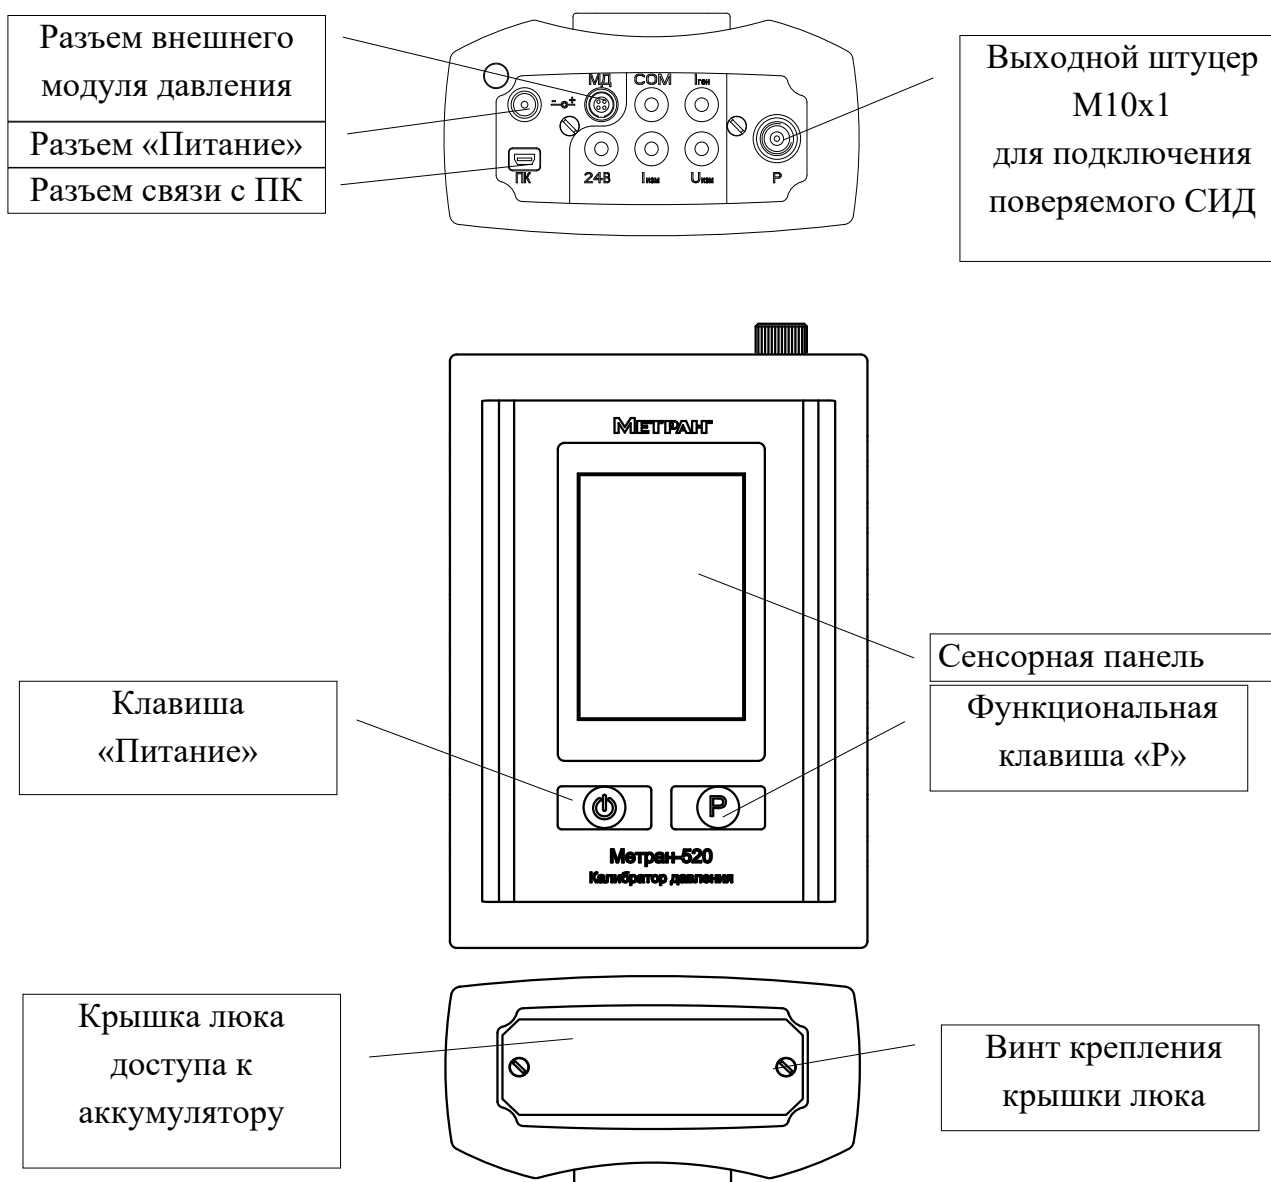 Разъем внешнего
модуля давления
Разъем «Питание»
Разъем связи с ПК
МД
COM
Iген
- +
ПК
24В
Iизм
Uизм
P
Выходной штуцер
М10х1
для подключения
поверяемого СИД
МЕТРАН
Сенсорная панель
Функциональная
клавиша «Р»
Клавиша
«Питание»
P
Метран-520
Калибратор давления
Крышка люка
доступа к
аккумулятору
Винт крепления
крышки люка